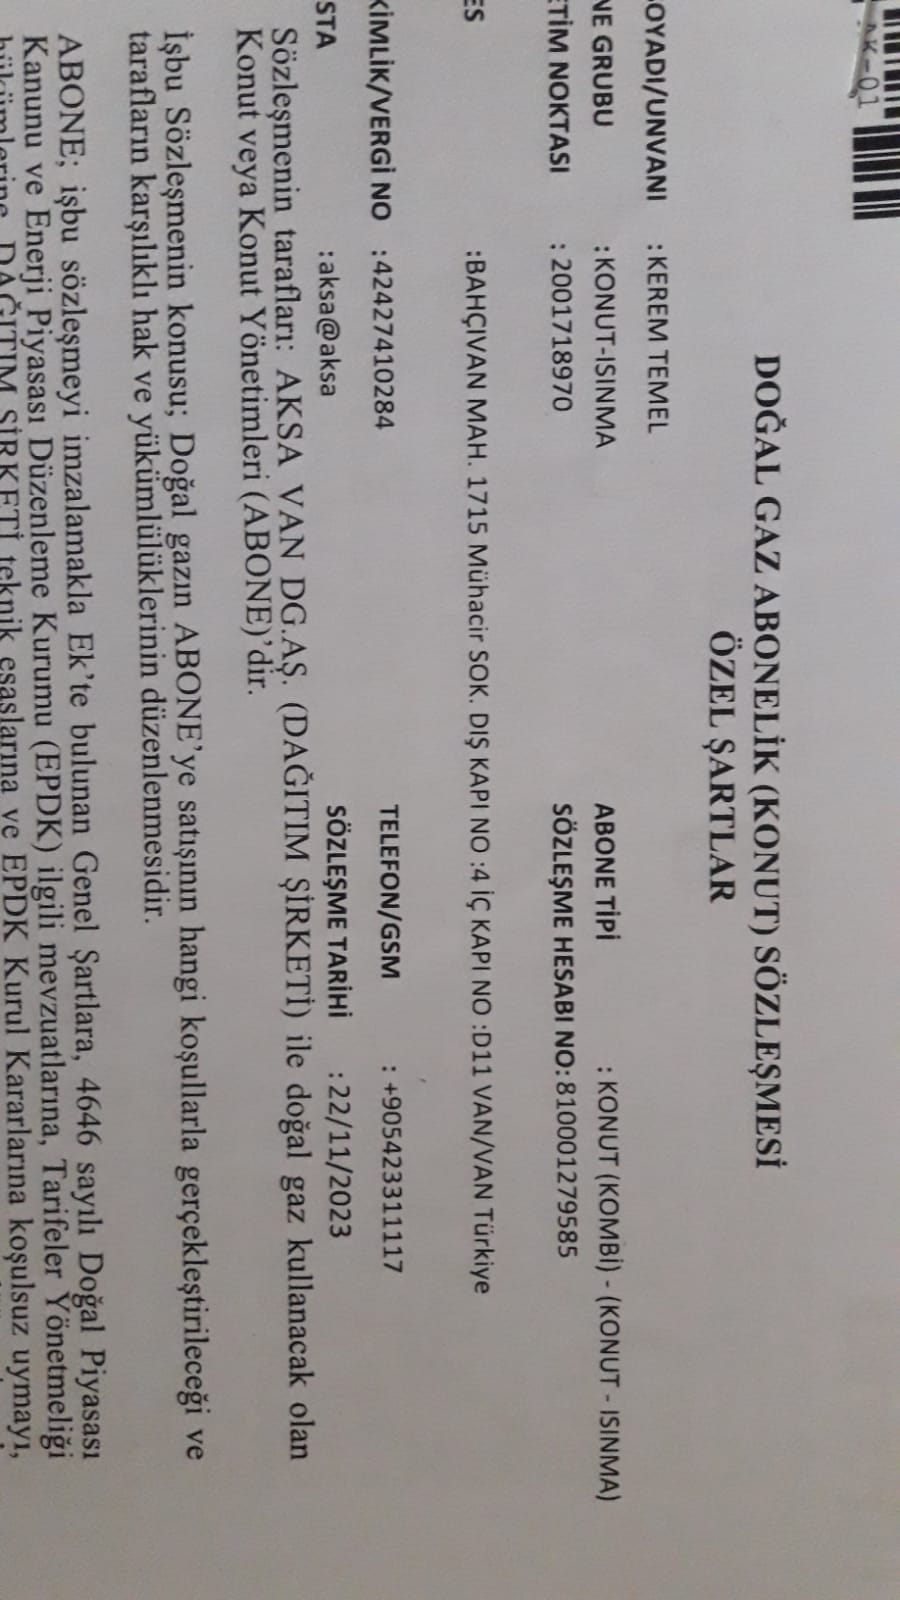 AK-01
DOĞAL GAZ ABONELİK (KONUT) SÖZLEŞMESİ
ÖZEL ŞARTLAR
SOYADI/UNVANI : KEREM TEMEL
NE GRUBU : KONUT-ISINMA ABONE TİPİ : KONUT (KOMBİ) - (KONUT - ISINMA)
ETİM NOKTASI : 2001718970 SÖZLEŞME HESABI NO: 810001279585
ES :BAHÇIVAN MAH. 1715 Mühacir SOK. DIŞ KAPI NO :4 İÇ KAPI NO :D11 VAN/VAN Türkiye
KİMLİK/VERGİ NO :42427410284 TELEFON/GSM : +905423311117
STA :aksa@aksa SÖZLEŞME TARİHİ : 22/11/2023
Sözleşmenin tarafları: AKSA VAN DG.AŞ. (DAĞITIM ŞİRKETİ) ile doğal gaz kullanacak olan
Konut veya Konut Yönetimleri (ABONE)’dir.
İşbu Sözleşmenin konusu; Doğal gazın ABONE’ye satışının hangi koşullarla gerçekleştirileceği ve
tarafların karşılıklı hak ve yükümlülüklerinin düzenlenmesidir.
ABONE; işbu sözleşmeyi imzalamakla Ek’te bulunan Genel Şartlara, 4646 sayılı Doğal Piyasası
Kanunu ve Enerji Piyasası Düzenleme Kurumu (EPDK) ilgili mevzuatlarına, Tarifeler Yönetmeliği
hükümlerine, DAĞITIM ŞİRKETİ teknik esaslarına ve EPDK Kurul Kararlarına koşulsuz uymayı,